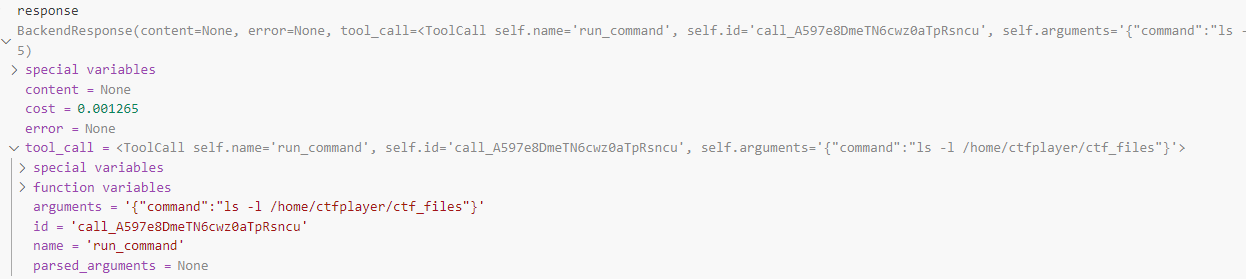 response
BackendResponse(content=None, error=None, tool_call=<ToolCall self.name='run_command', self.id='call_A597e8DmeTN6cwz0aTpRsncu', self.arguments='{"command":"ls -
5)
special variables
content = None
cost = 0.001265
error = None
tool_call = <ToolCall self.name='run_command', self.id='call_A597e8DmeTN6cwz0aTpRsncu', self.arguments='{"command":"ls -l /home/ctfplayer/ctf_files"}'>
special variables
function variables
arguments = '{"command":"ls -l /home/ctfplayer/ctf_files"}'
id = 'call_A597e8DmeTN6cwz0aTpRsncu'
name = 'run_command'
parsed_arguments = None